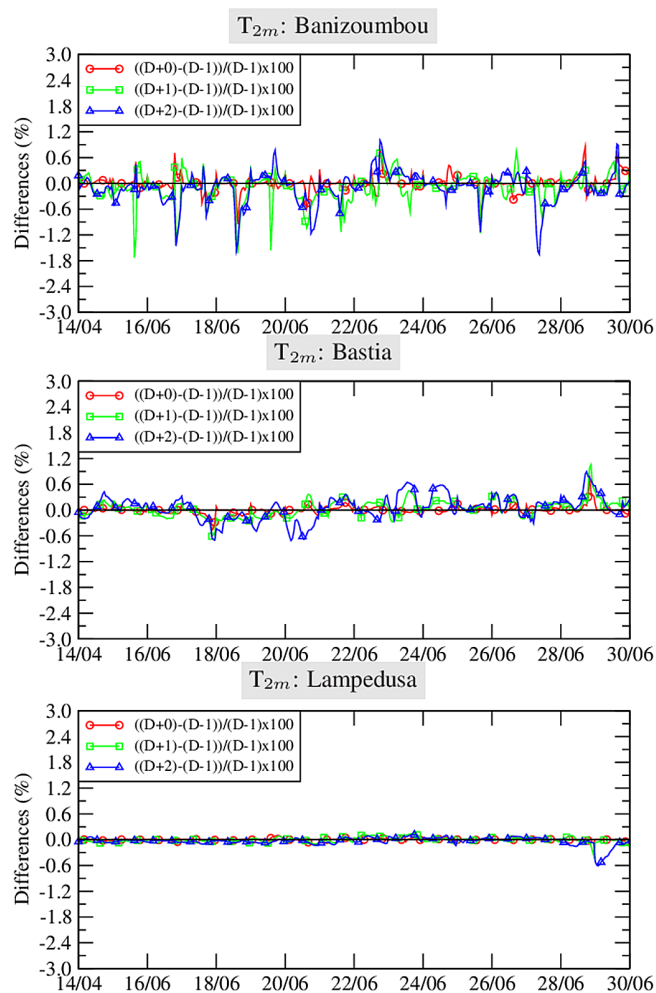 T2m: Banizoumbou
3.0
2.4
1.8
1.2
0.6
0.0
-0.6
-1.2
-1.8
-2.4
-3.0
Differences (%)
((D+0)-(D-1))/(D-1)x100
((D+1)-(D-1))/(D-1)x100
((D+2)-(D-1))/(D-1)x100
14/04 16/06 18/06 20/06 22/06 24/06 26/06 28/06 30/06
T2m: Bastia
3.0
2.4
1.8
1.2
0.6
0.0
-0.6
-1.2
-1.8
-2.4
-3.0
Differences (%)
((D+0)-(D-1))/(D-1)x100
((D+1)-(D-1))/(D-1)x100
((D+2)-(D-1))/(D-1)x100
14/04 16/06 18/06 20/06 22/06 24/06 26/06 28/06 30/06
T2m: Lampedusa
3.0
2.4
1.8
1.2
0.6
0.0
-0.6
-1.2
-1.8
-2.4
-3.0
Differences (%)
((D+0)-(D-1))/(D-1)x100
((D+1)-(D-1))/(D-1)x100
((D+2)-(D-1))/(D-1)x100
14/04 16/06 18/06 20/06 22/06 24/06 26/06 28/06 30/06